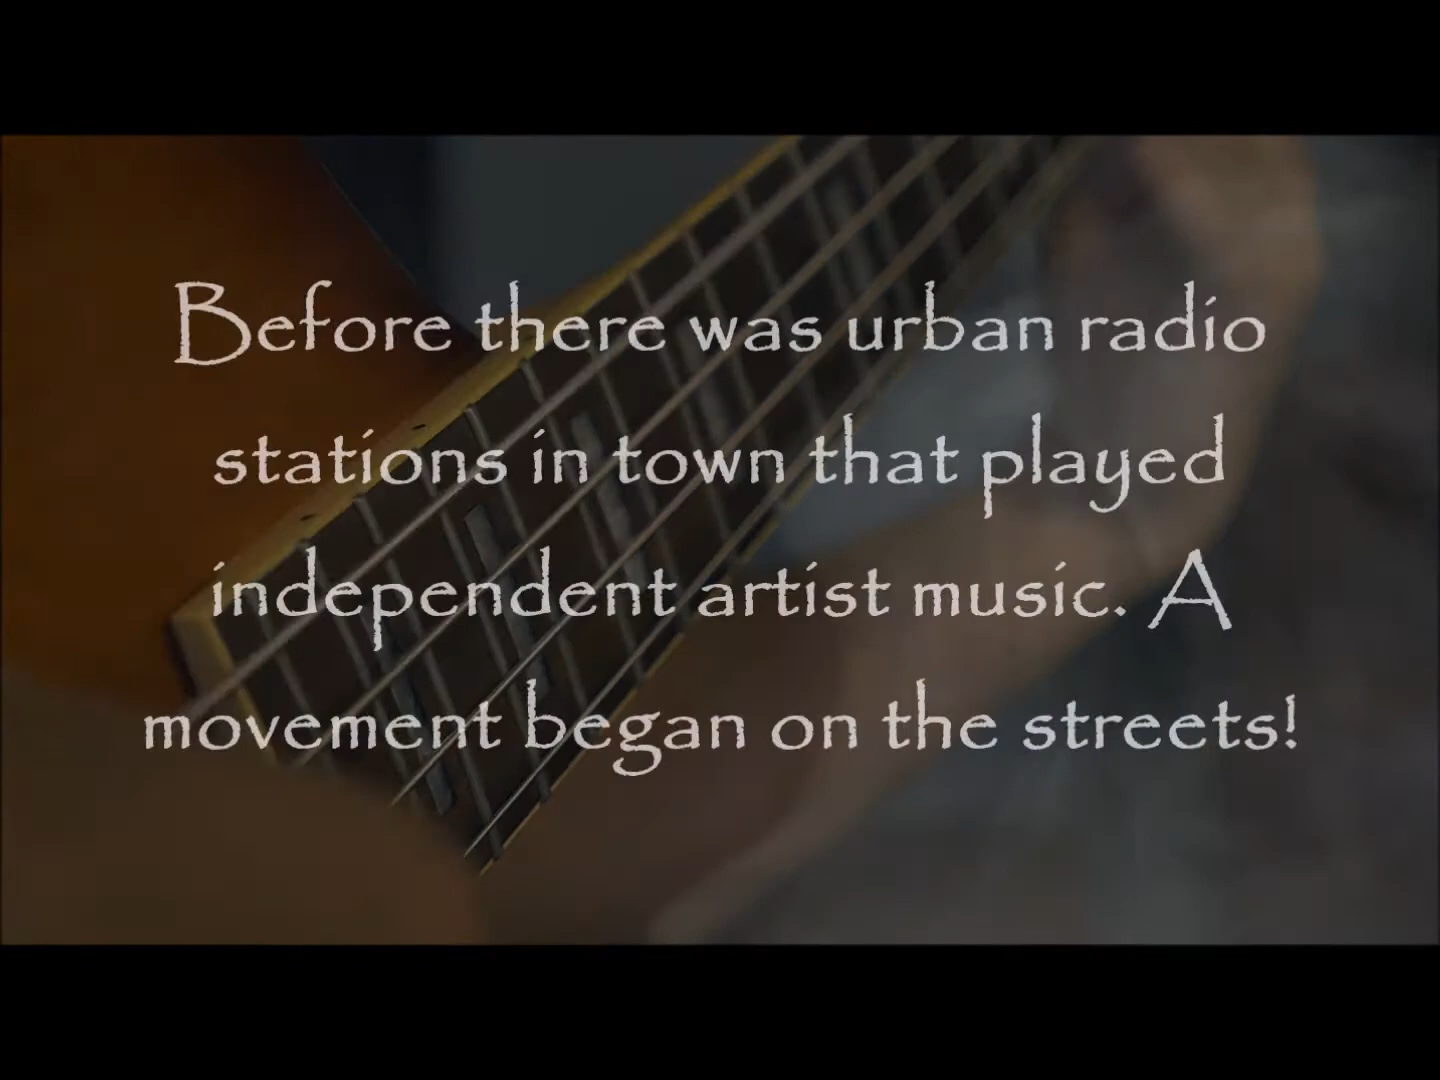 Before there was urban radio
stations in town that played
independent artist music. A
movement began on the streets!